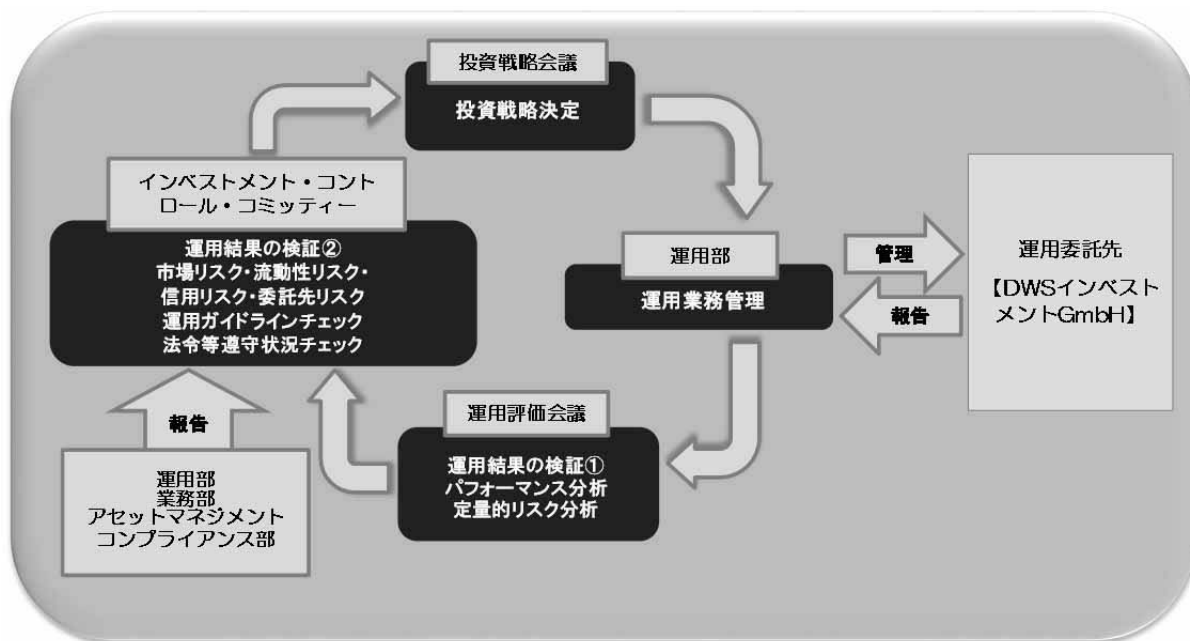 投資戦略会議
投資戦略決定
インベストメント・コント
ロール・コミッティー
運用結果の検証②
市場リスク・流動性リスク・
信用リスク・委託先リスク
運用ガイドラインチェック
法令等遵守状況チェック
運用部
運用業務管理
管理
報告
運用委託先
【DWSインベスト
メントGmbH】
運用評価会議
運用結果の検証①
パフォーマンス分析
定量的リスク分析
報告
運用部
業務部
アセットマネジメント
コンプライアンス部